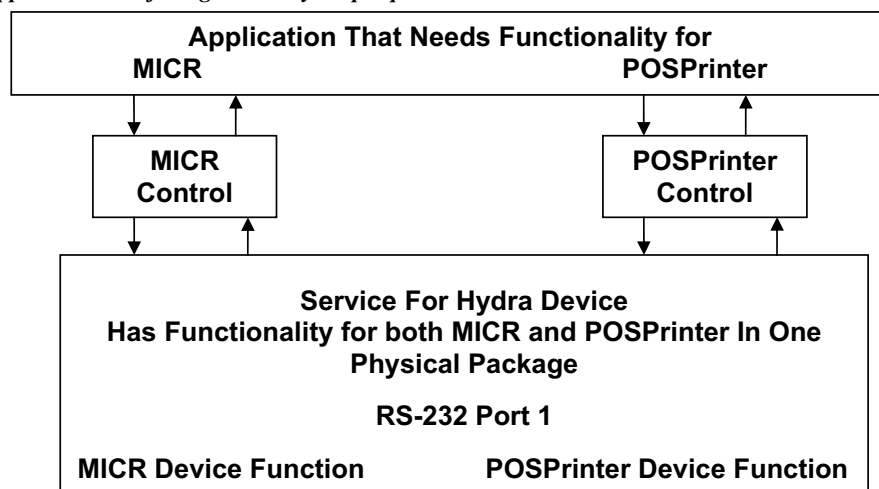 Application That Needs Functionality for
MICR POSPrinter
MICR
Control
POSPrinter
Control
Service For Hydra Device
Has Functionality for both MICR and POSPrinter In One
Physical Package
RS-232 Port 1
MICR Device Function POSPrinter Device Function